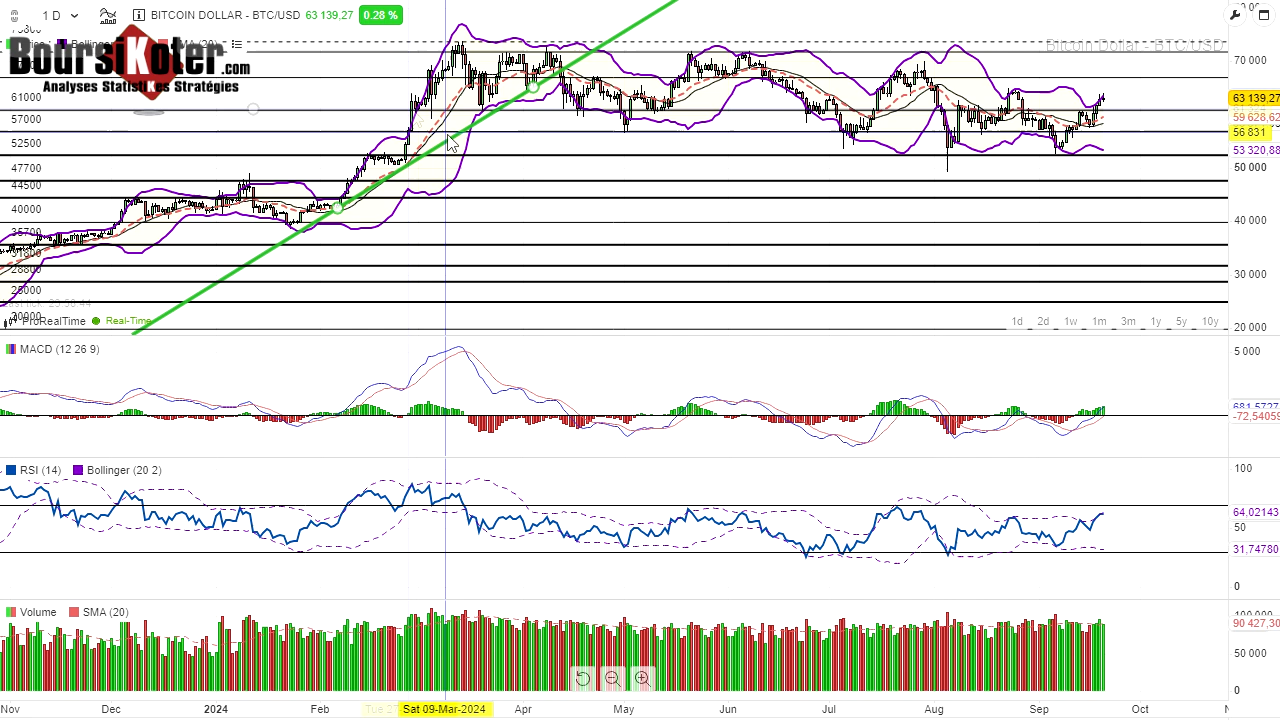 1 D
BITCOIN DOLLAR - BTC/USD 63 139,27 0.28 %
BoursiKoter.com
Analyses StatistiKes Stratégies
Bitcoin Dollar - BTC/USD
61000
57000
52500
47700
44500
40000
35700
31800
28800
25000
20000
70 000
63 139,27
59 628,62
56 831
53 320,88
50 000
40 000
30 000
20 000
ProRealTime Real-Time
1d 2d 1w 1m 3m 1y 5y 10y
MACD (12 26 9)
5 000
681,5727
-72,54059
RSI (14) Bollinger (20 2)
100
64,02143
50
31,74780
0
Volume SMA (20)
100 000
90 427,30
50 000
0
Nov Dec 2024 Feb Sat 09-Mar-2024 Apr May Jun Jul Aug Sep Oct